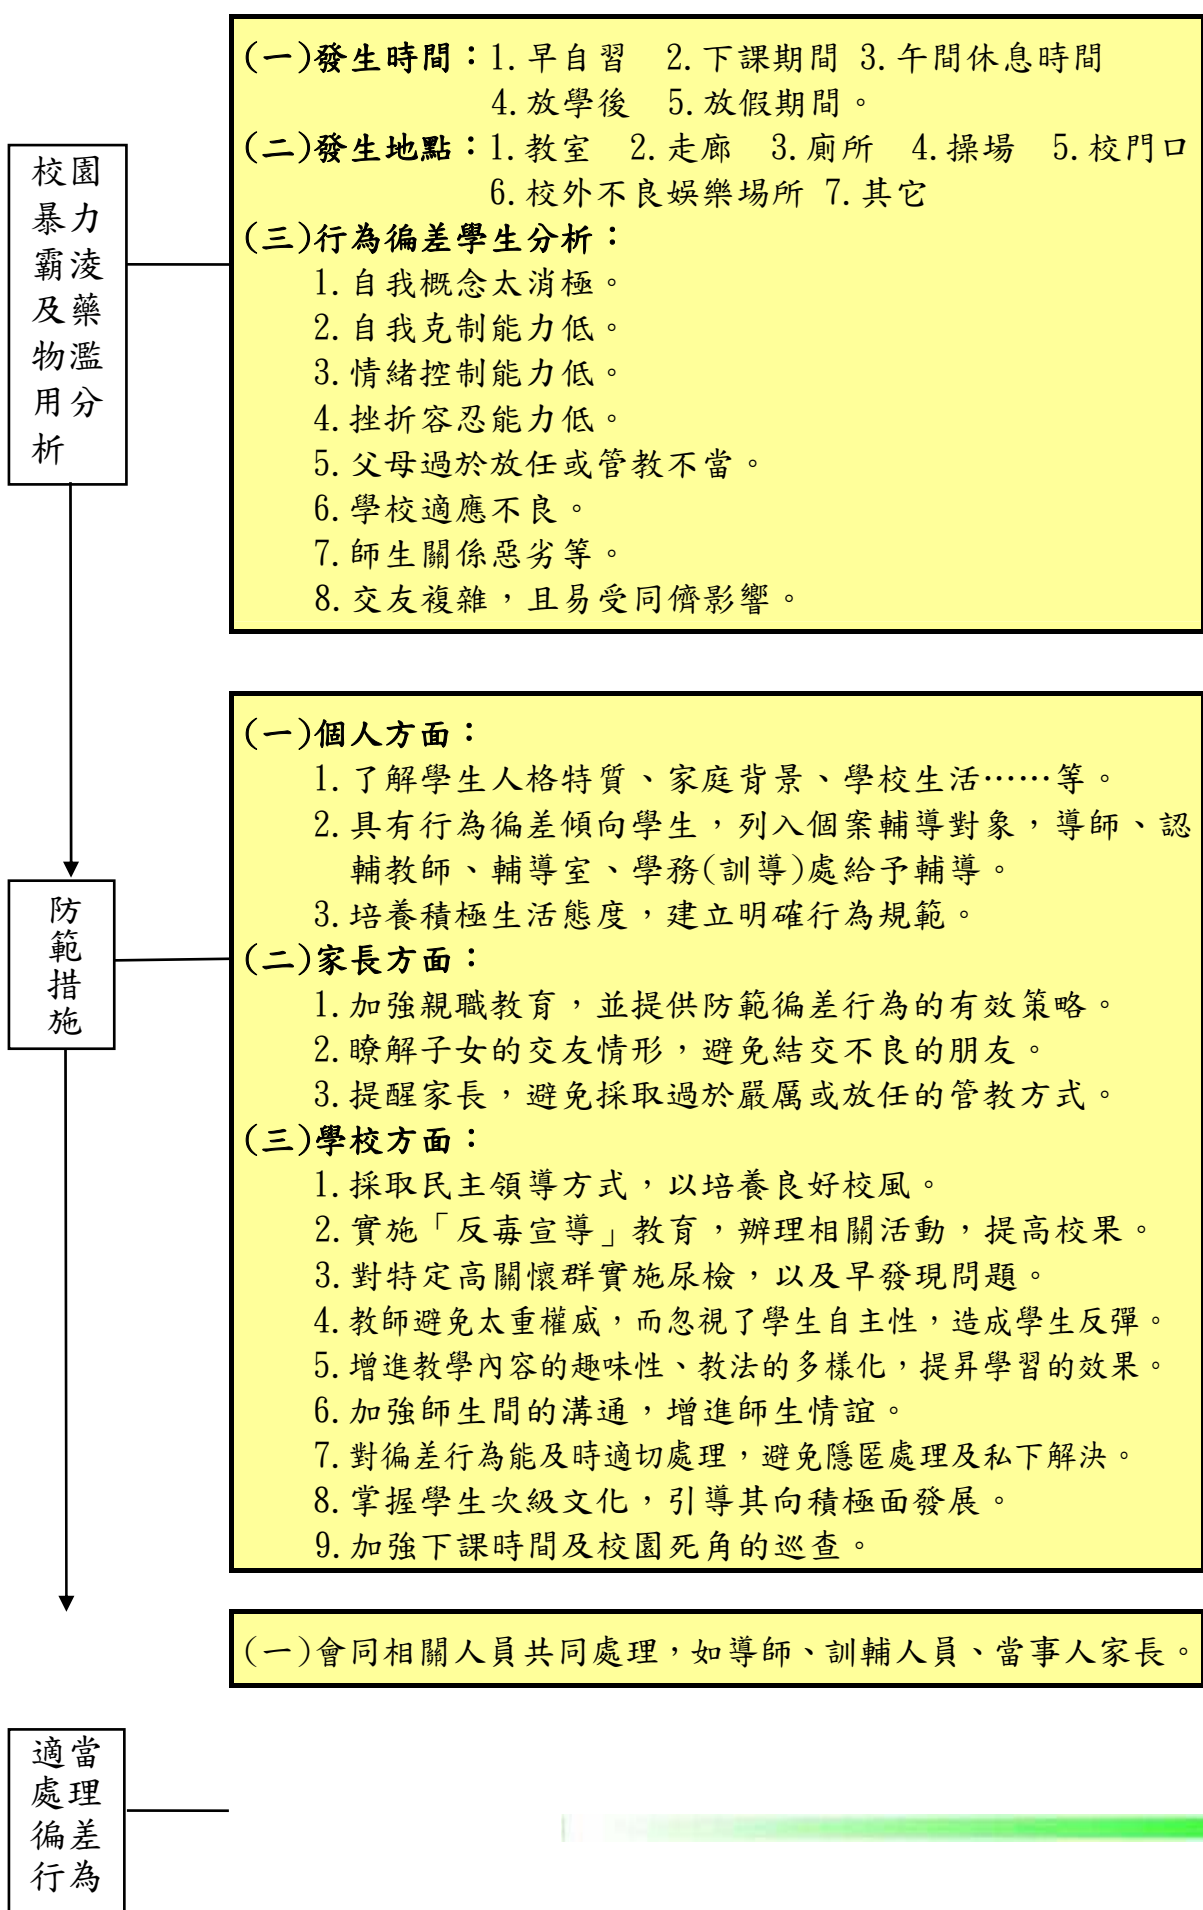 校園
暴力
霸凌
及藥
物濫
用分
析
(一)發生時間：1.早自習 2.下課期間 3.午間休息時間
4.放學後 5.放假期間。
(二)發生地點：1.教室 2.走廊 3.廁所 4.操場 5.校門口
6.校外不良娛樂場所 7.其它
(三)行為徧差學生分析：
1.自我概念太消極。
2.自我克制能力低。
3.情緒控制能力低。
4.挫折容忍能力低。
5.父母過於放任或管教不當。
6.學校適應不良。
7.師生關係惡劣等。
8.交友複雜，且易受同儕影響。
防
範
措
施
(一)個人方面：
1.了解學生人格特質、家庭背景、學校生活……等。
2.具有行為徧差傾向學生，列入個案輔導對象，導師、認
輔教師、輔導室、學務(訓導)處給予輔導。
3.培養積極生活態度，建立明確行為規範。
(二)家長方面：
1.加強親職教育，並提供防範徧差行為的有效策略。
2.瞭解子女的交友情形，避免結交不良的朋友。
3.提醒家長，避免採取過於嚴厲或放任的管教方式。
(三)學校方面：
1.採取民主領導方式，以培養良好校風。
2.實施「反毒宣導」教育，辦理相關活動，提高校果。
3.對特定高關懷群實施尿檢，以及早發現問題。
4.教師避免太重權威，而忽視了學生自主性，造成學生反彈。
5.增進教學內容的趣味性、教法的多樣化，提昇學習的效果。
6.加強師生間的溝通，增進師生情誼。
7.對徧差行為能及時適切處理，避免隱匿處理及私下解決。
8.掌握學生次級文化，引導其向積極面發展。
9.加強下課時間及校園死角的巡查。
(一)會同相關人員共同處理，如導師、訓輔人員、當事人家長。
適當
處理
徧差
行為